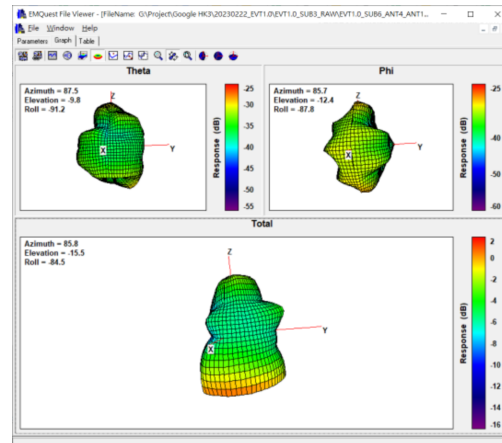 EMQuest File Viewer - [FileName: G:\Project\Google HK3\20230222_EVT1.0\EVT1.0_SUB3_RAW\EVT1.0_SUB6_ANT4_ANT1...
File Window Help
Parameters Graph Table
Theta
Azimuth = 87.5
Elevation = -9.8
Roll = -91.2
Z
Y
X
Response (dB)
-25
-30
-35
-40
-45
-50
-55
Phi
Azimuth = 85.7
Elevation = -12.4
Roll = -87.8
Z
Y
X
Response (dB)
-25
-30
-40
-50
-60
Total
Azimuth = 85.8
Elevation = -15.5
Roll = -84.5
Z
Y
X
Response (dB)
2
0
-2
-4
-6
-8
-10
-12
-14
-16